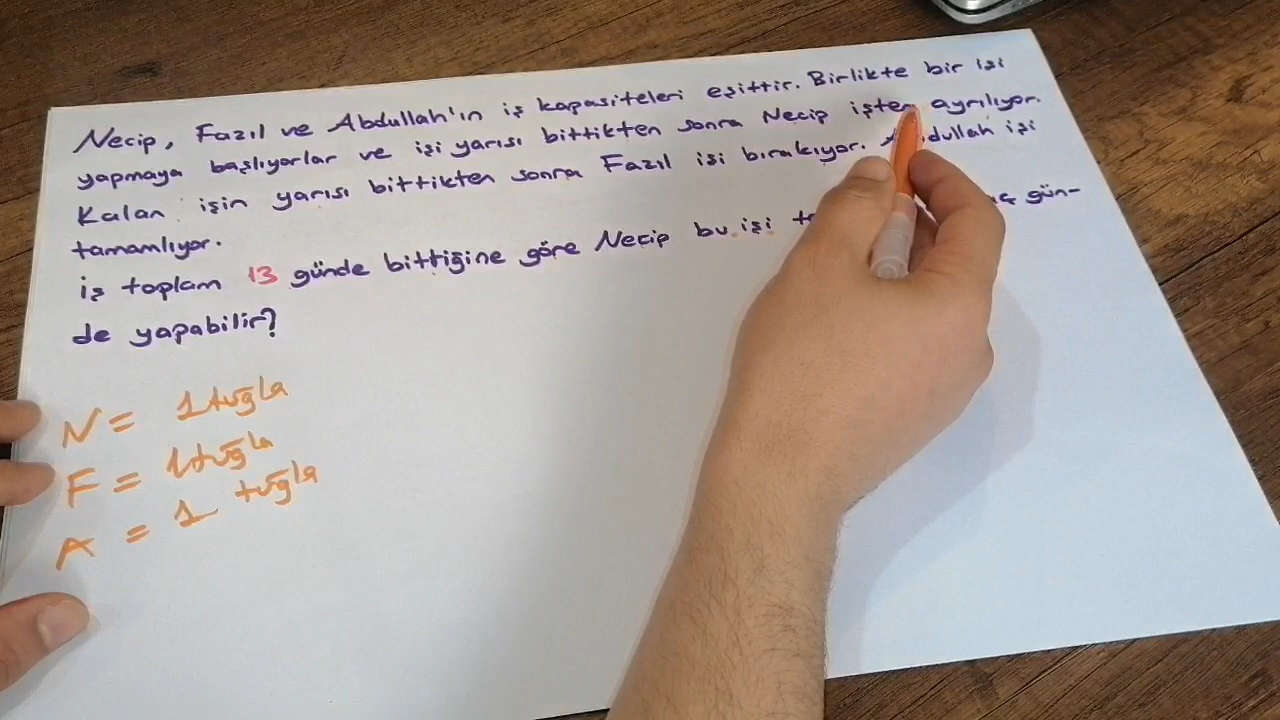 Necip, Fazıl ve Abdullah'ın iş kapasiteleri eşittir. Birlikte bir işi
yapmaya başlıyorlar ve işi yarısı bittikten sonra Necip işten ayrılıyor.
Kalan işin yarısı bittikten sonra Fazıl işi bırakıyor. Abdullah işi
tamamlıyor.
İş toplam 13 günde bittiğine göre Necip bu işi gün-
de yapabilir?
N = 1 tuğla
F = 1 tuğla
A = 1 tuğla